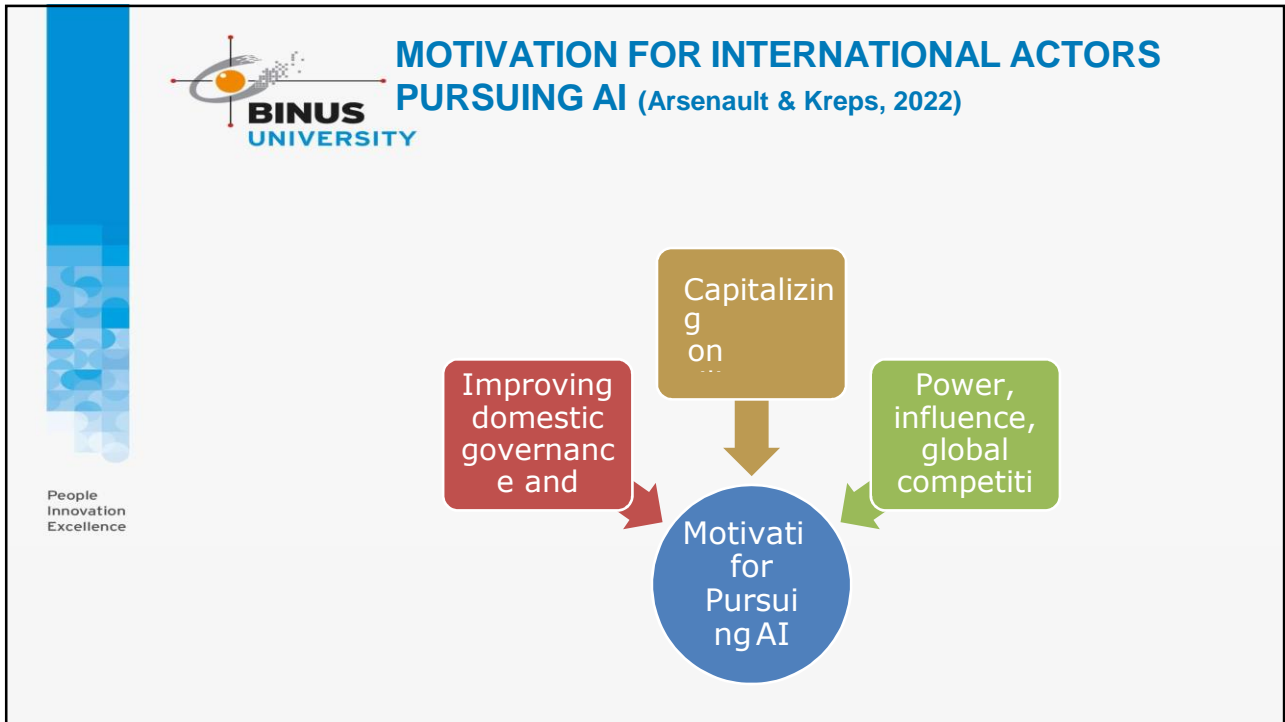 MOTIVATION FOR INTERNATIONAL ACTORS
PURSUING AI (Arsenault & Kreps, 2022)
BINUS
UNIVERSITY
People
Innovation
Excellence
Capitalizin
g
on
Improving
domestic
governanc
e and
Power,
influence,
global
competiti
Motivati
for
Pursui
ng AI